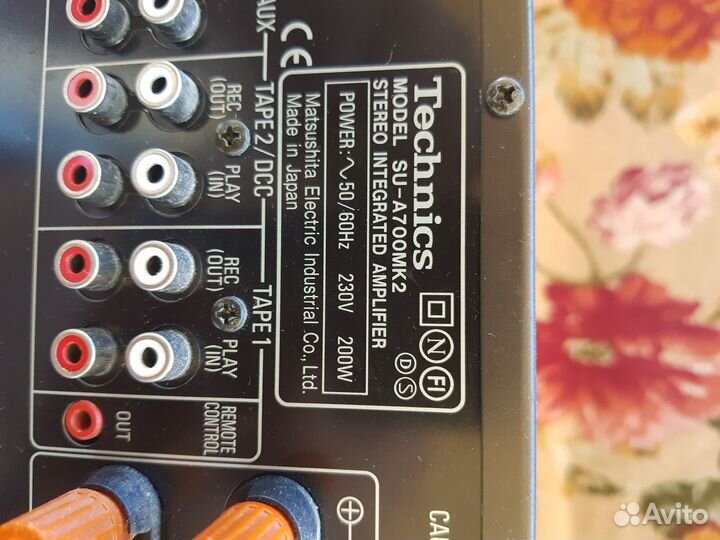 AUX
REC
(OUT)
TAPE2/DCC
PLAY
(IN)
REC
(OUT)
TAPE 1
PLAY
(IN)
REMOTE
CONTROL
OUT
CE
Technics
MODEL SU-A700MK2
STEREO INTEGRATED AMPLIFIER
N FI
D S
POWER:∿50/60Hz 230V 200W
Matsushita Electric Industrial Co., Ltd.
Made in Japan
Avito